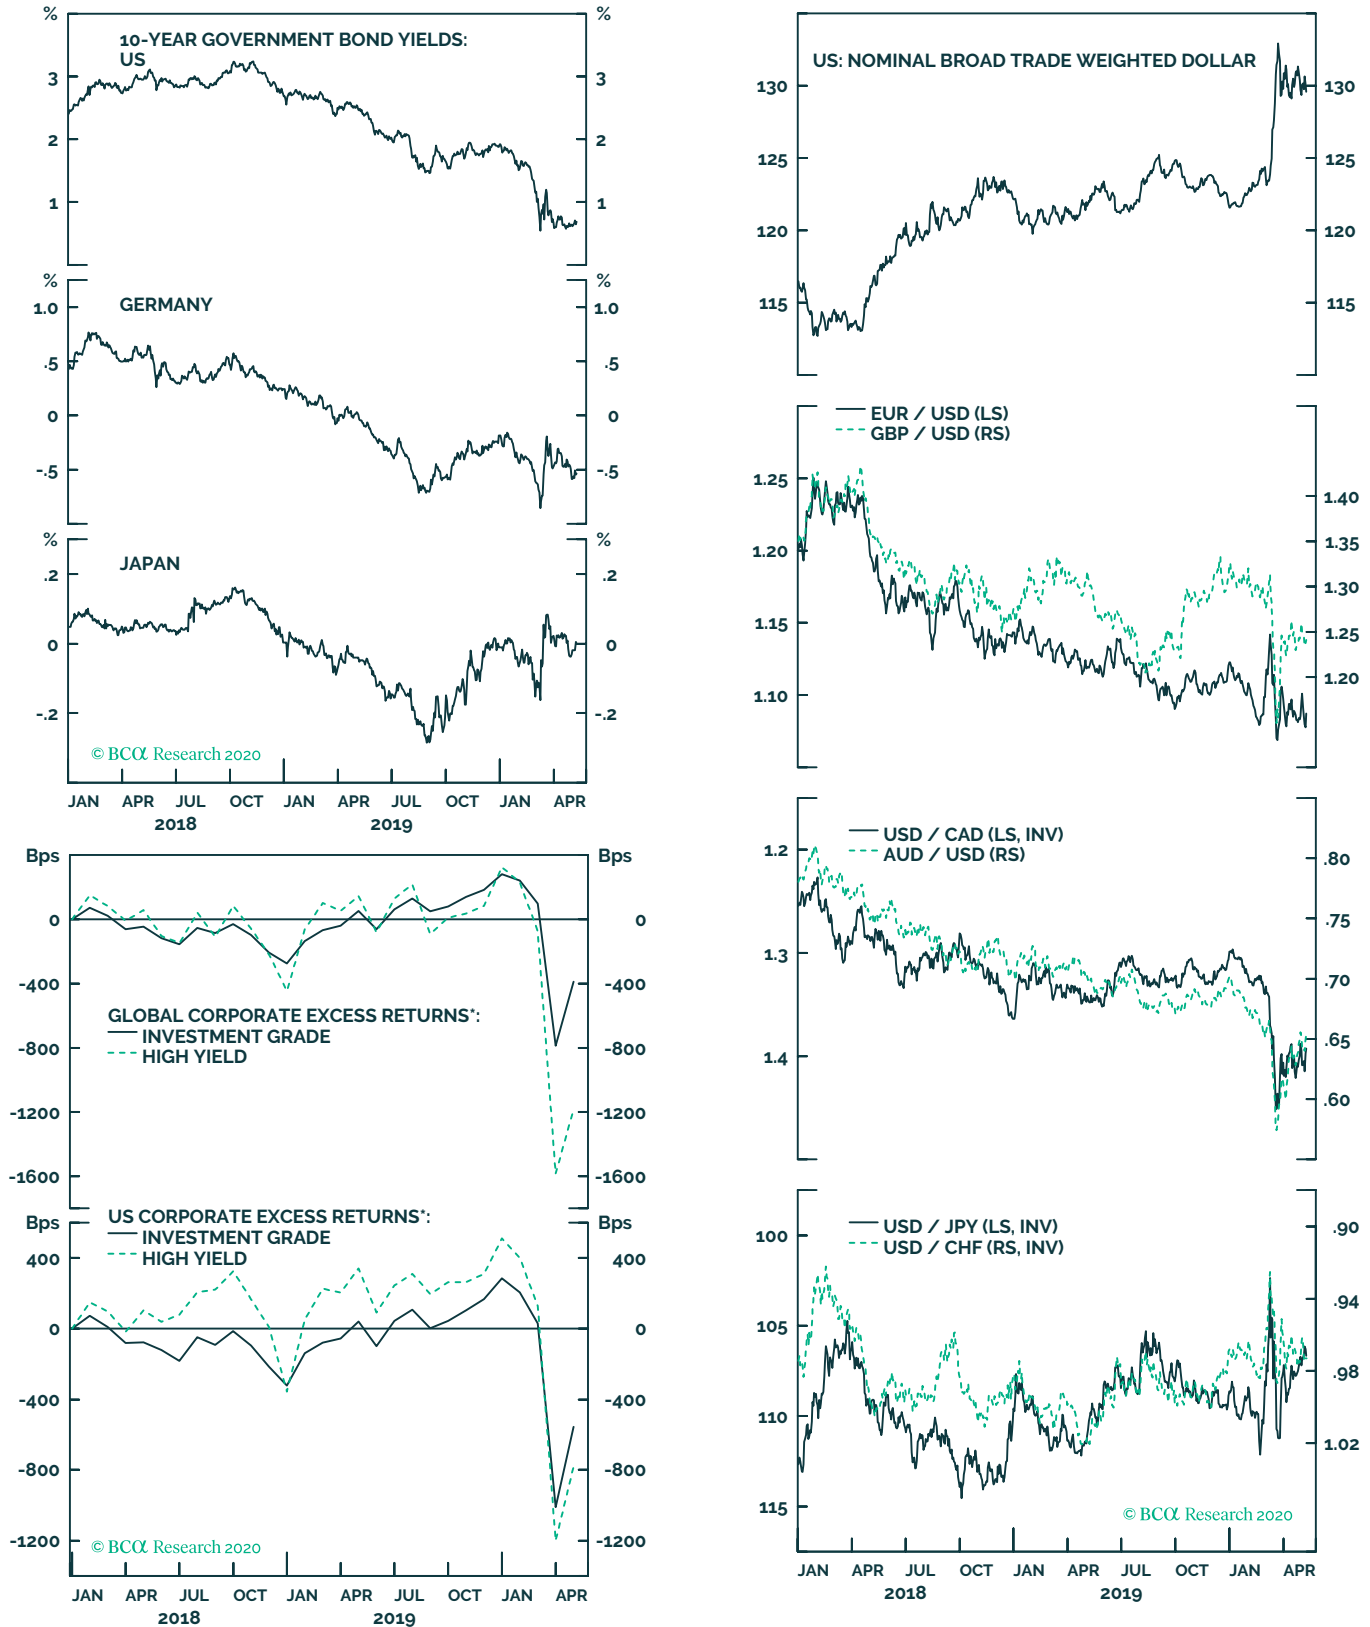 % %
10-YEAR GOVERNMENT BOND YIELDS:
US
3 3
2 2
1 1
% %
GERMANY
1.0 1.0
.5 .5
0 0
-.5 -.5
% %
JAPAN
.2 .2
0 0
-.2 -.2
© BCα Research 2020
JAN APR JUL OCT JAN APR JUL OCT JAN APR
2018 2019
Bps Bps
0 0
-400 -400
GLOBAL CORPORATE EXCESS RETURNS*:
INVESTMENT GRADE
HIGH YIELD
-800 -800
-1200 -1200
-1600 -1600
Bps Bps
US CORPORATE EXCESS RETURNS*:
INVESTMENT GRADE
HIGH YIELD
400 400
0 0
-400 -400
-800 -800
-1200 -1200
© BCα Research 2020
JAN APR JUL OCT JAN APR JUL OCT JAN APR
2018 2019
US: NOMINAL BROAD TRADE WEIGHTED DOLLAR
130 130
125 125
120 120
115 115
EUR / USD (LS)
GBP / USD (RS)
1.25 1.40
1.20 1.35
1.30
1.15 1.25
1.10 1.20
USD / CAD (LS, INV)
AUD / USD (RS)
1.2 .80
.75
1.3 .70
1.4 .65
.60
USD / JPY (LS, INV)
USD / CHF (RS, INV)
100 .90
.94
105 .98
110 1.02
115
© BCα Research 2020
JAN APR JUL OCT JAN APR JUL OCT JAN APR
2018 2019